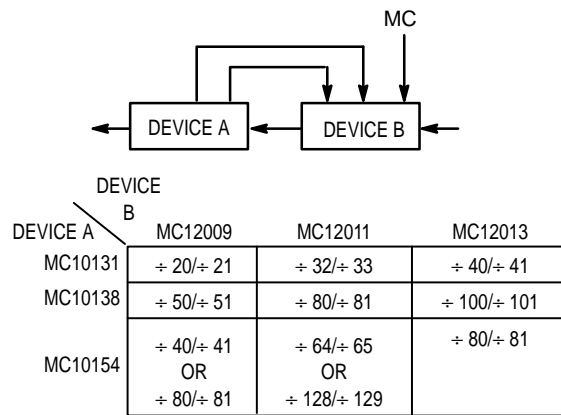 MC
DEVICE A
DEVICE B
DEVICE
B
DEVICE A
MC12009 MC12011 MC12013
MC10131 ÷ 20/÷ 21 ÷ 32/÷ 33 ÷ 40/÷ 41
MC10138 ÷ 50/÷ 51 ÷ 80/÷ 81 ÷ 100/÷ 101
MC10154 ÷ 40/÷ 41 ÷ 64/÷ 65 ÷ 80/÷ 81
OR OR
÷ 80/÷ 81 ÷ 128/÷ 129